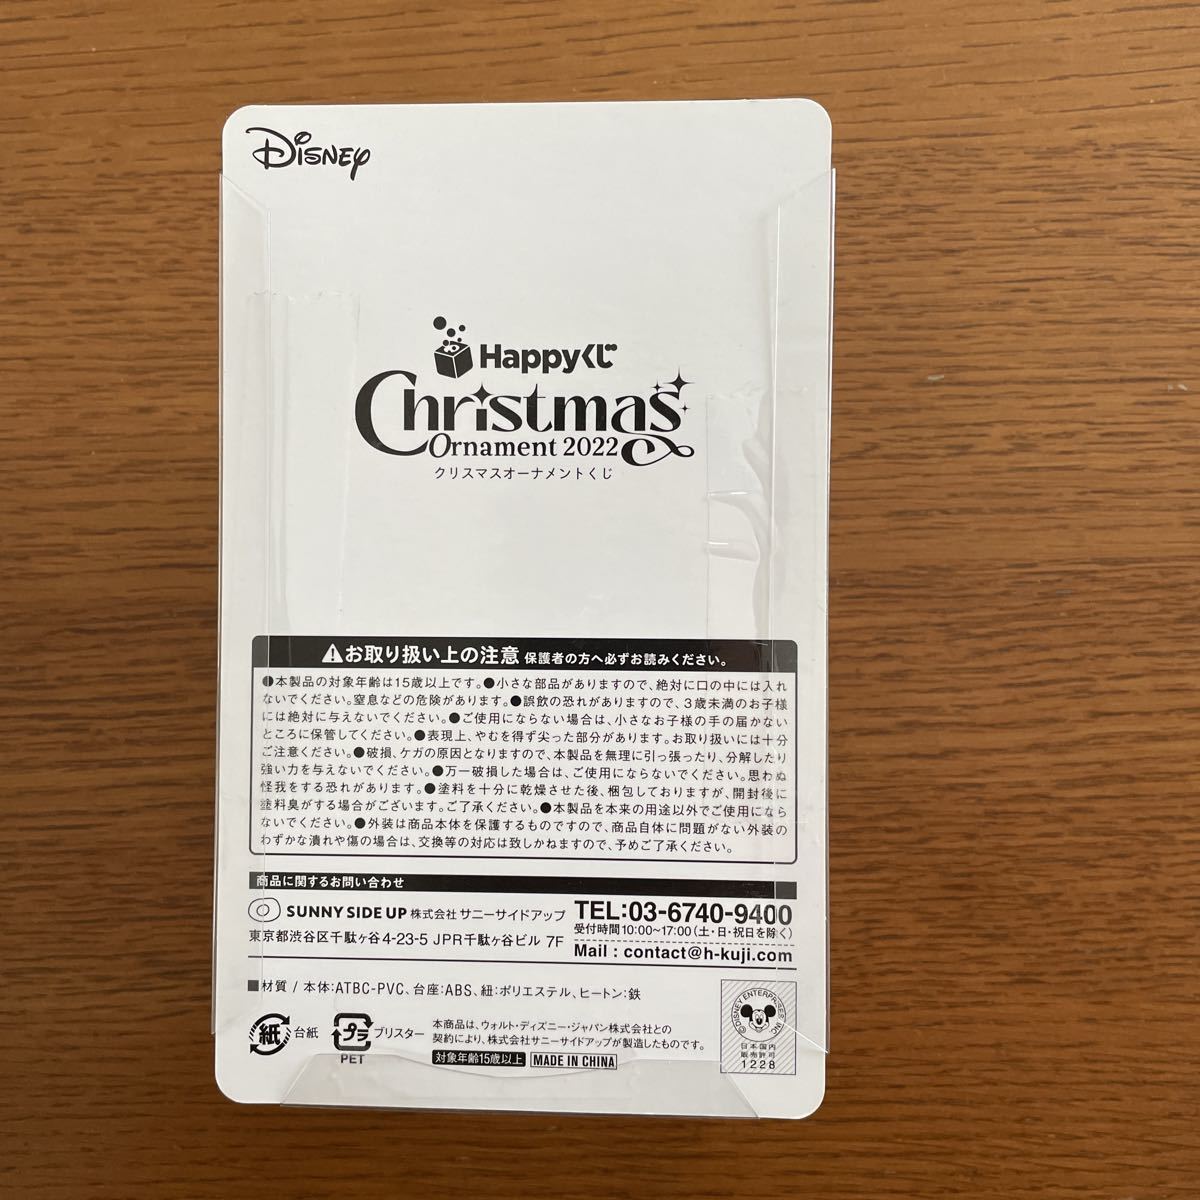 Disney
Happyくじ
Christmas
Ornament 2022
クリスマスオーナメントくじ
お取り扱い上の注意 保護者の方へ必ずお読みください。
●本製品の対象年齢は15歳以上です。●小さな部品がありますので、絶対に口の中には入れ
ないでください。窒息などの危険があります。●誤飲の恐れがありますので、3歳未満のお子様
には絶対に与えないでください。●ご使用にならない場合は、小さなお子様の手の届かない
ところに保管してください。●表現上、やむを得ず尖った部分があります。お取り扱いには十分
ご注意ください。●破損、ケガの原因となりますので、本製品を無理に引っ張ったり、分解したり
強い力を与えないでください。●万一破損した場合は、ご使用にならないでください。思わぬ
怪我をする恐れがあります。●塗料を十分に乾燥させた後、梱包しておりますが、開封後に
塗料臭がする場合がございます。ご了承ください。●本製品を本来の用途以外でご使用になら
ないでください。●外装は商品本体を保護するものですので、商品自体に問題がない外装の
わずかな潰れや傷の場合は、交換等の対応は致しかねますので、予めご了承ください。
商品に関するお問い合わせ
SUNNY SIDE UP 株式会社 サニーサイドアップ
東京都渋谷区千駄ヶ谷4-23-5 JPR千駄ヶ谷ビル 7F
TEL:03-6740-9400
受付時間10:00~17:00(土・日・祝日を除く)
Mail : contact@h-kuji.com
■材質 / 本体:ATBC-PVC、台座:ABS、紐:ポリエステル、ヒートン:鉄
紙 台紙
プラ ブリスター
PET
本商品は、ウォルト・ディズニー・ジャパン株式会社との
契約により、株式会社サニーサイドアップが製造したものです。
対象年齢15歳以上 MADE IN CHINA
©DISNEY ENTERPRISES INC
日本国内
販売許可
1228